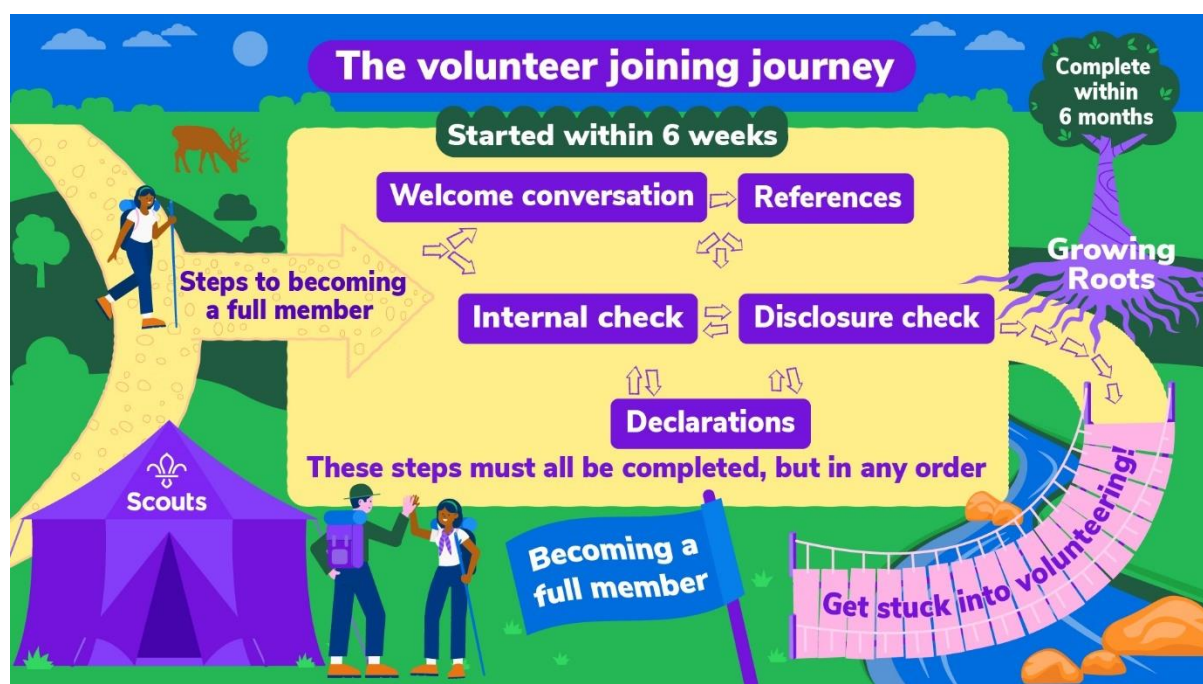 The volunteer joining journey
Complete
within
6 months
Started within 6 weeks
Welcome conversation
References
Growing
Roots
Steps to becoming
a full member
Internal check
Disclosure check
Declarations
These steps must all be completed, but in any order
Scouts
Becoming a
full member
Get stuck into volunteering!